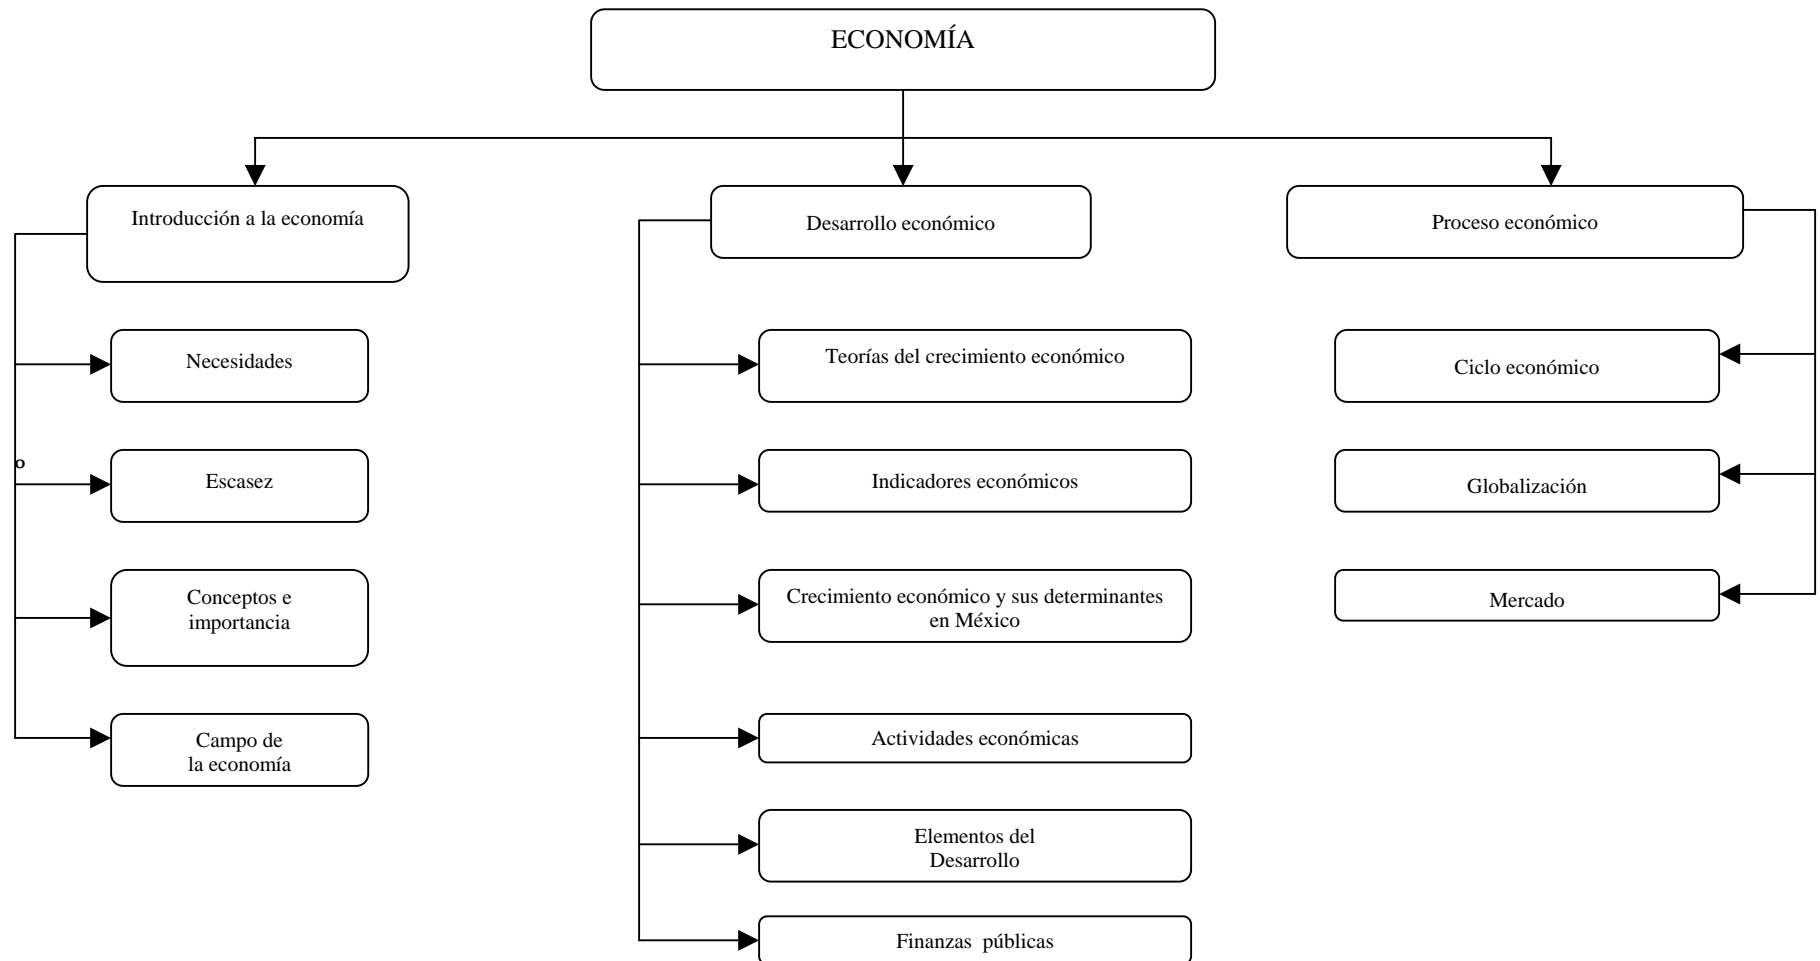 ECONOMÍA
Introducción a la economía
Necesidades
o
Escasez
Conceptos e
importancia
Campo de
la economía
Desarrollo económico
Teorías del crecimiento económico
Indicadores económicos
Crecimiento económico y sus determinantes
en México
Actividades económicas
Elementos del
Desarrollo
Finanzas públicas
Proceso económico
Ciclo económico
Globalización
Mercado